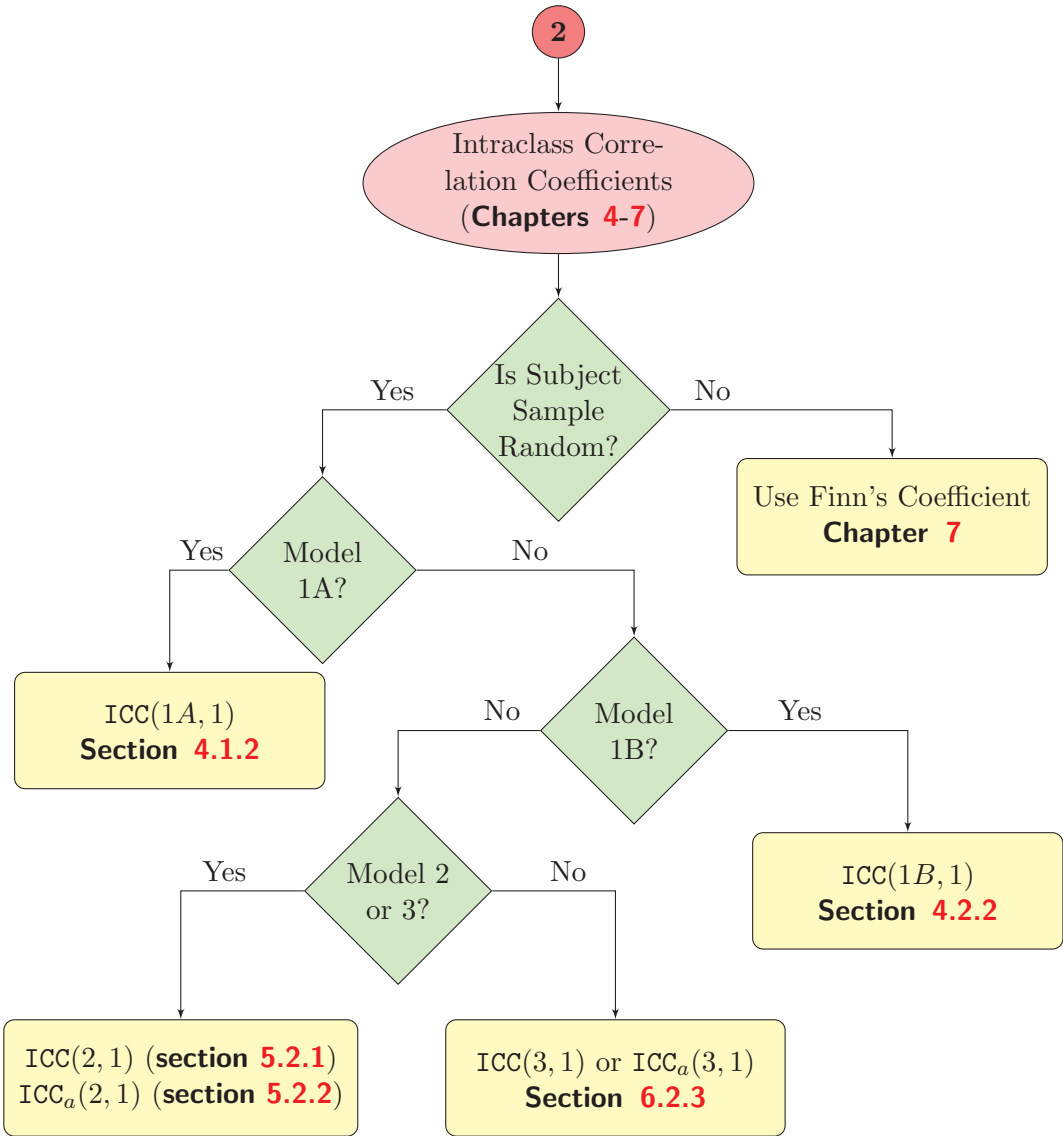 2
Intraclass Corre-
lation Coefficients
(Chapters 4-7)
Is Subject
Sample
Random?
Yes
No
Use Finn's Coefficient
Chapter 7
Model
1A?
Yes
No
ICC(1A, 1)
Section 4.1.2
Model
1B?
No
Yes
ICC(1B, 1)
Section 4.2.2
Model 2
or 3?
Yes
No
ICC(2, 1) (section 5.2.1)
ICCa(2, 1) (section 5.2.2)
ICC(3, 1) or ICCa(3, 1)
Section 6.2.3